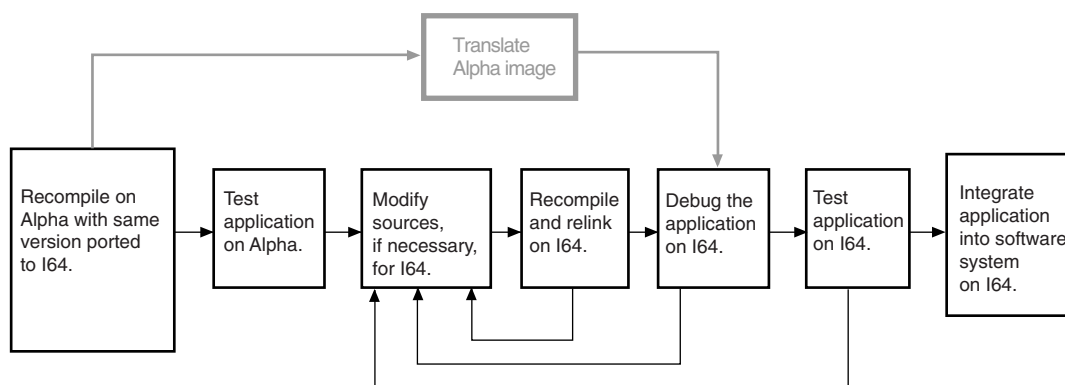 Translate
Alpha image
Recompile on
Alpha with same
version ported
to I64.
Test
application
on Alpha.
Modify
sources,
if necessary,
for I64.
Recompile
and relink
on I64.
Debug the
application
on I64.
Test
application
on I64.
Integrate
application
into software
system
on I64.